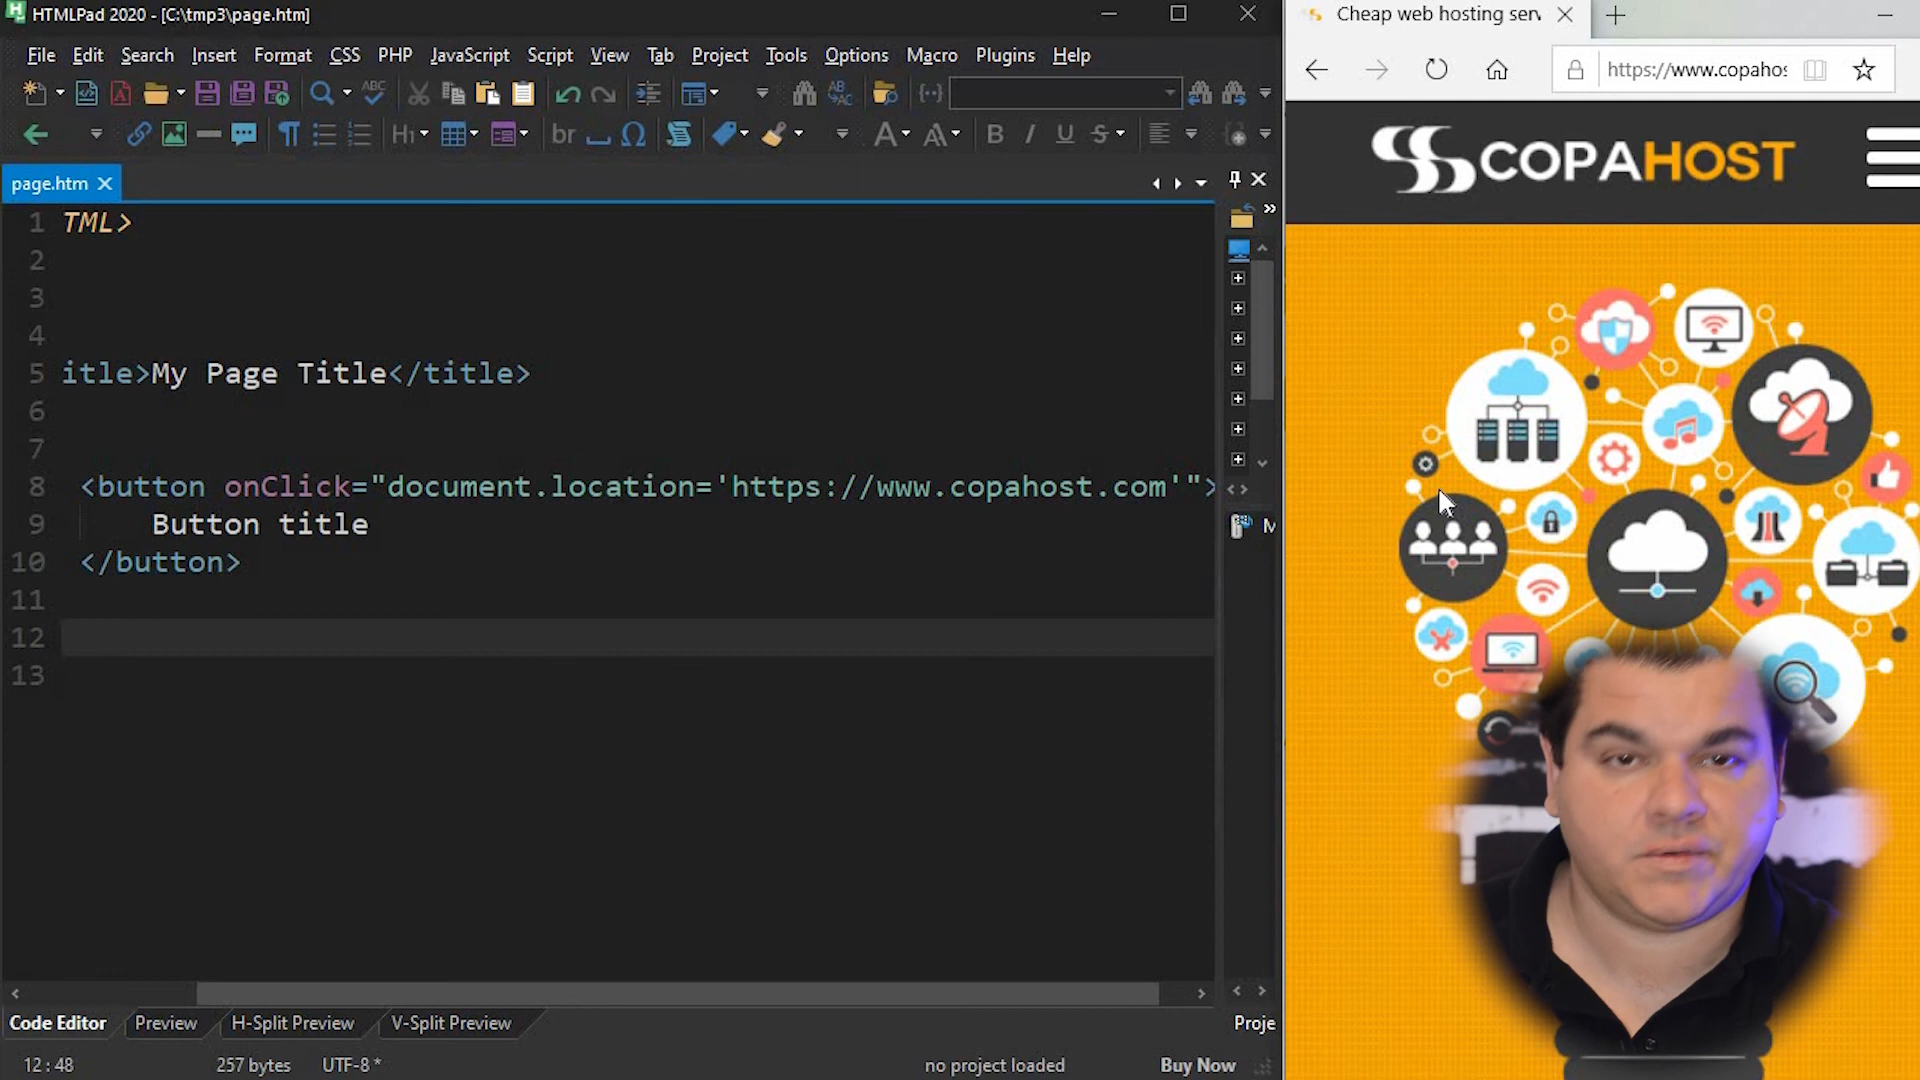 HTMLPad 2020 - [C:\tmp3\page.htm]
File Edit Search Insert Format CSS PHP JavaScript Script View Tab Project Tools Options Macro Plugins Help
ABC
H1 br A A B I U S
page.htm
1 TML>
2
3
4
5 itle>My Page Title</title>
6
7
8 <button onClick="document.location='https://www.copahost.com'">
9 Button title
10 </button>
11
12
13
M
Code Editor Preview H-Split Preview V-Split Preview
Proje
12 : 48 257 bytes UTF-8 * no project loaded Buy Now
Cheap web hosting serv
https://www.copahos
COPAHOST